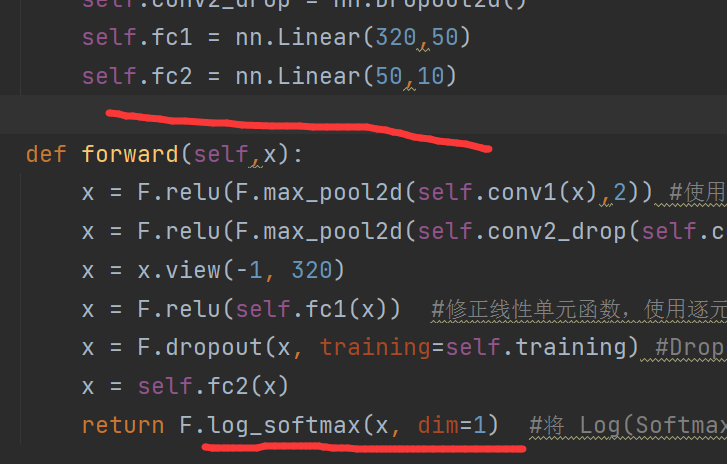 self.conv2_drop = nn.Dropout2d()
self.fc1 = nn.Linear(320,50)
self.fc2 = nn.Linear(50,10)
def forward(self,x):
x = F.relu(F.max_pool2d(self.conv1(x),2)) #使用
x = F.relu(F.max_pool2d(self.conv2_drop(self.c
x = x.view(-1, 320)
x = F.relu(self.fc1(x)) #修正线性单元函数，使用逐元
x = F.dropout(x, training=self.training) #Drop
x = self.fc2(x)
return F.log_softmax(x, dim=1) #将 Log(Softmax